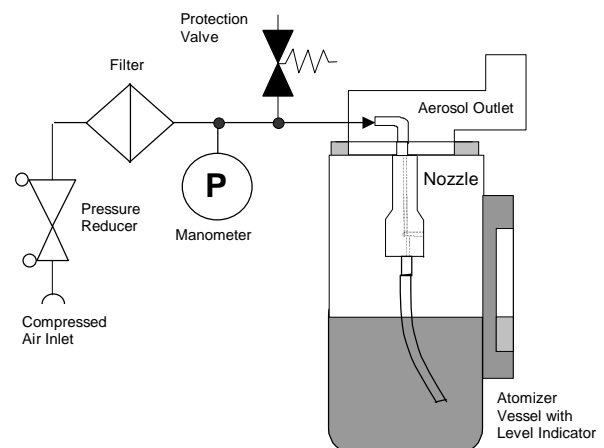 Protection
Valve
Filter
Aerosol Outlet
P
Nozzle
Pressure
Reducer
Manometer
Compressed
Air Inlet
Atomizer
Vessel with
Level Indicator